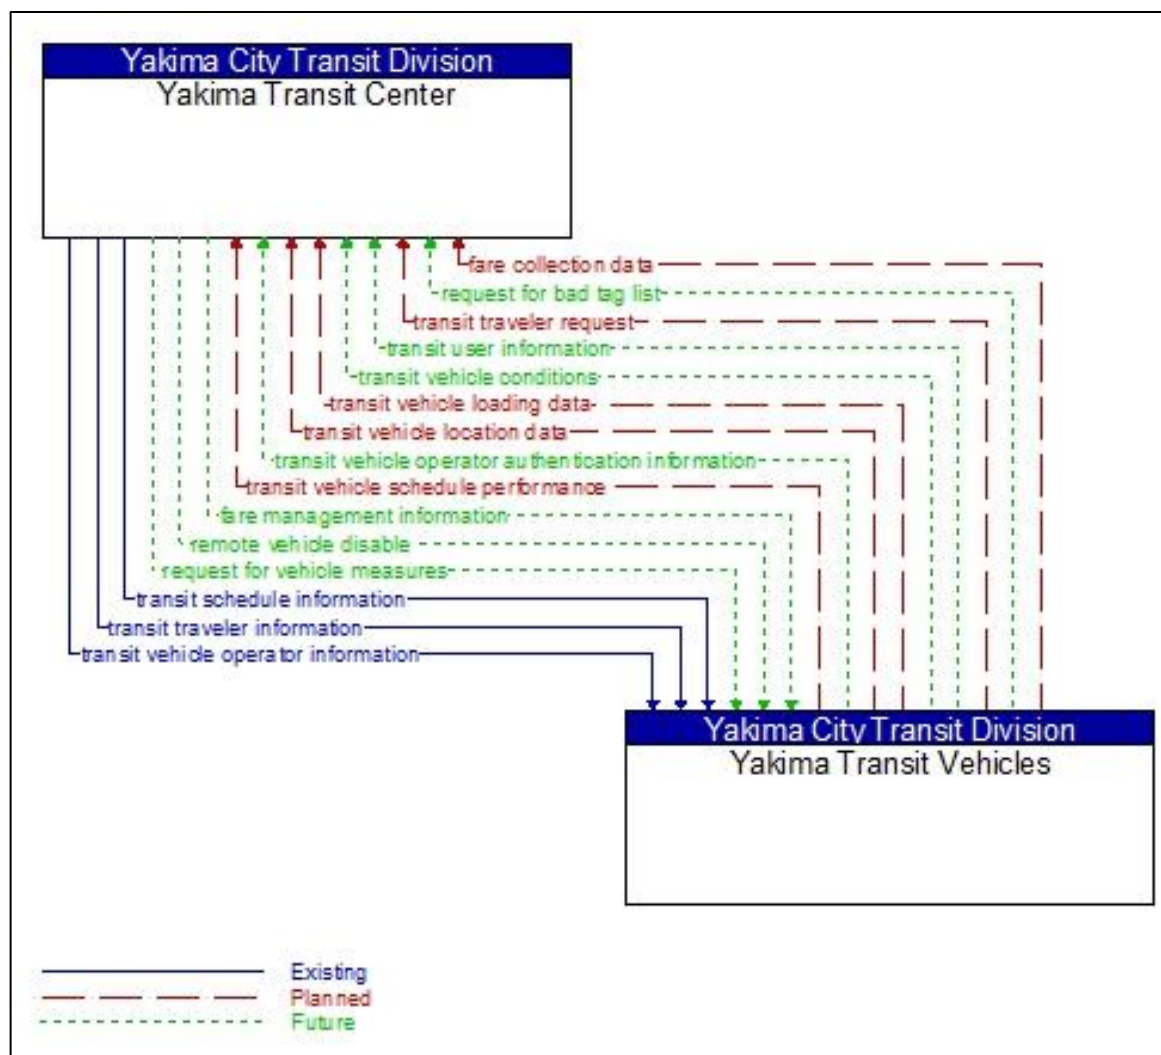 Yakima City Transit Division
Yakima Transit Center
fare collection data
request for bad tag list
transit traveler request
transit user information
transit vehicle conditions
transit vehicle loading data
transit vehicle location data
transit vehicle operator authentication information
transit vehicle schedule performance
fare management information
remote vehicle disable
request for vehicle measures
transit schedule information
transit traveler information
transit vehicle operator information
Yakima City Transit Division
Yakima Transit Vehicles
Existing
Planned
Future